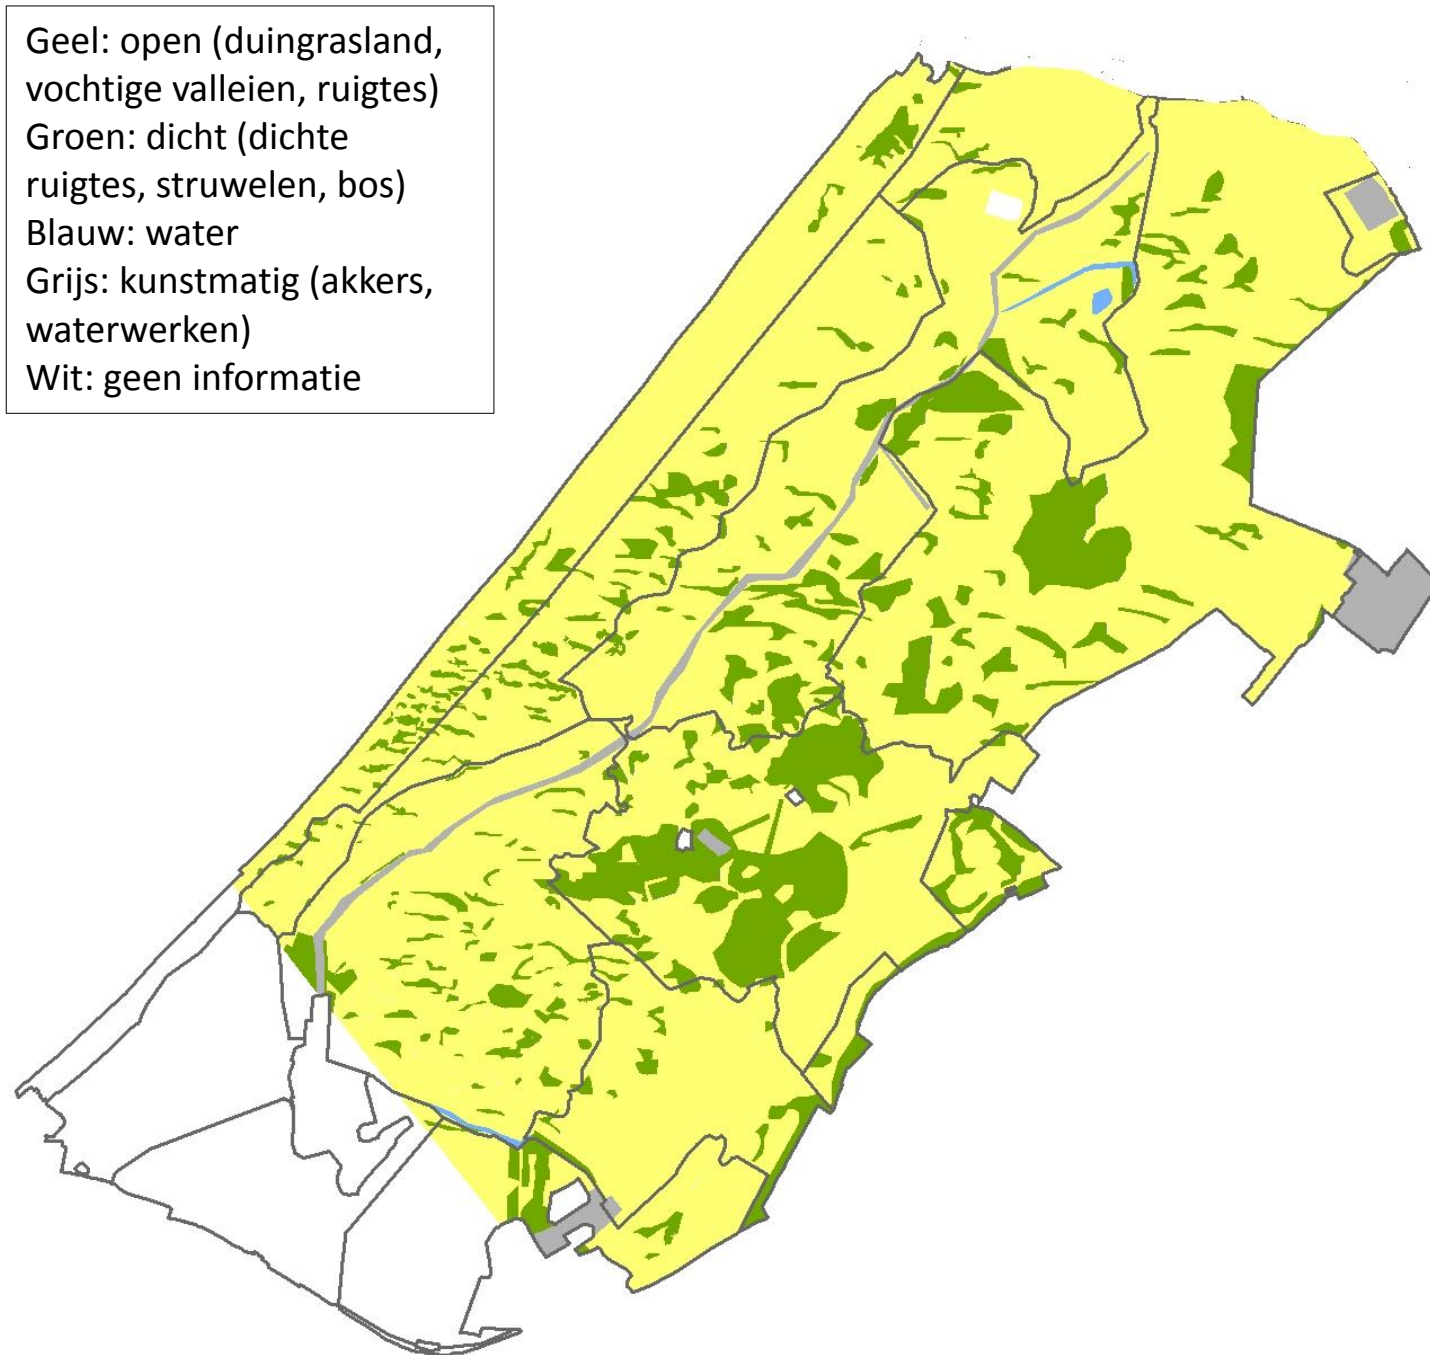 Geel: open (duingrasland,
vochtige valleien, ruigtes)
Groen: dicht (dichte
ruigtes, struwelen, bos)
Blauw: water
Grijs: kunstmatig (akkers,
waterwerken)
Wit: geen informatie